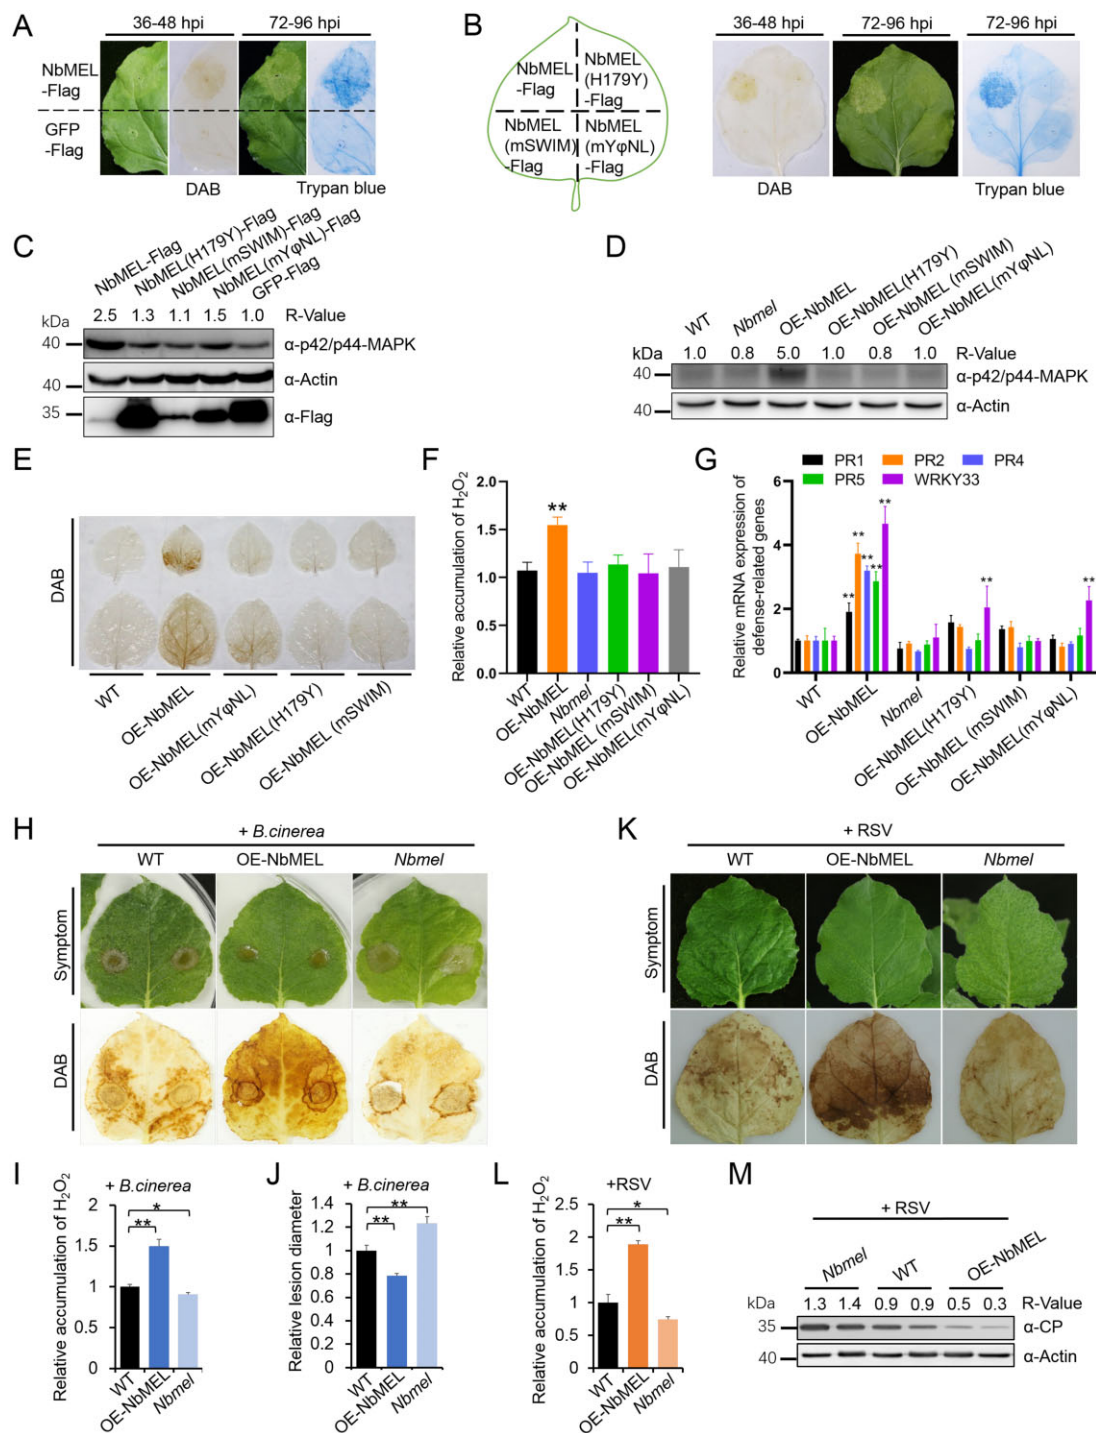 A
36-48 hpi
72-96 hpi
NbMEL
-Flag
GFP
-Flag
DAB
Trypan blue
B
NbMEL
-Flag
NbMEL
(H179Y)
-Flag
NbMEL
(mSWIM)
-Flag
NbMEL
(mYφNL)
-Flag
36-48 hpi
72-96 hpi
72-96 hpi
DAB
Trypan blue
C
NbMEL-Flag
NbMEL(H179Y)-Flag
NbMEL(mSWIM)-Flag
NbMEL(mYφNL)-Flag
GFP-Flag
kDa
2.5 1.3 1.1 1.5 1.0 R-Value
40 α-p42/p44-MAPK
40 α-Actin
35 α-Flag
D
WT
Nbmel
OE-NbMEL
OE-NbMEL(H179Y)
OE-NbMEL (mSWIM)
OE-NbMEL(mYφNL)
kDa 1.0 0.8 5.0 1.0 0.8 1.0 R-Value
40 α-p42/p44-MAPK
40 α-Actin
E
DAB
WT
OE-NbMEL
OE-NbMEL(mYφNL)
OE-NbMEL(H179Y)
OE-NbMEL (mSWIM)
F
Relative accumulation of H₂O₂
2.0
1.5
1.0
0.5
0.0
**
WT
OE-NbMEL
Nbmel
OE-NbMEL(H179Y)
OE-NbMEL (mSWIM)
OE-NbMEL(mYφNL)
G
PR1 PR2 PR4
PR5 WRKY33
Relative mRNA expression of
defense-related genes
6
4
2
0
**
**
**
**
**
**
**
WT
OE-NbMEL
Nbmel
OE-NbMEL(H179Y)
OE-NbMEL (mSWIM)
OE-NbMEL(mYφNL)
H
+ B.cinerea
WT OE-NbMEL Nbmel
Symptom
DAB
K
+ RSV
WT OE-NbMEL Nbmel
Symptom
DAB
I
+ B.cinerea
Relative accumulation of H₂O₂
2
1.5
1
0.5
0
*
**
WT
OE-NbMEL
Nbmel
J
+ B.cinerea
Relative lesion diameter
1.4
1.2
1.0
0.8
0.6
0.4
0.2
0
**
**
WT
OE-NbMEL
Nbmel
L
+RSV
Relative accumulation of H₂O₂
2.5
2
1.5
1
0.5
0
*
**
WT
OE-NbMEL
Nbmel
M
+ RSV
Nbmel
WT
OE-NbMEL
kDa 1.3 1.4 0.9 0.9 0.5 0.3 R-Value
35 α-CP
40 α-Actin